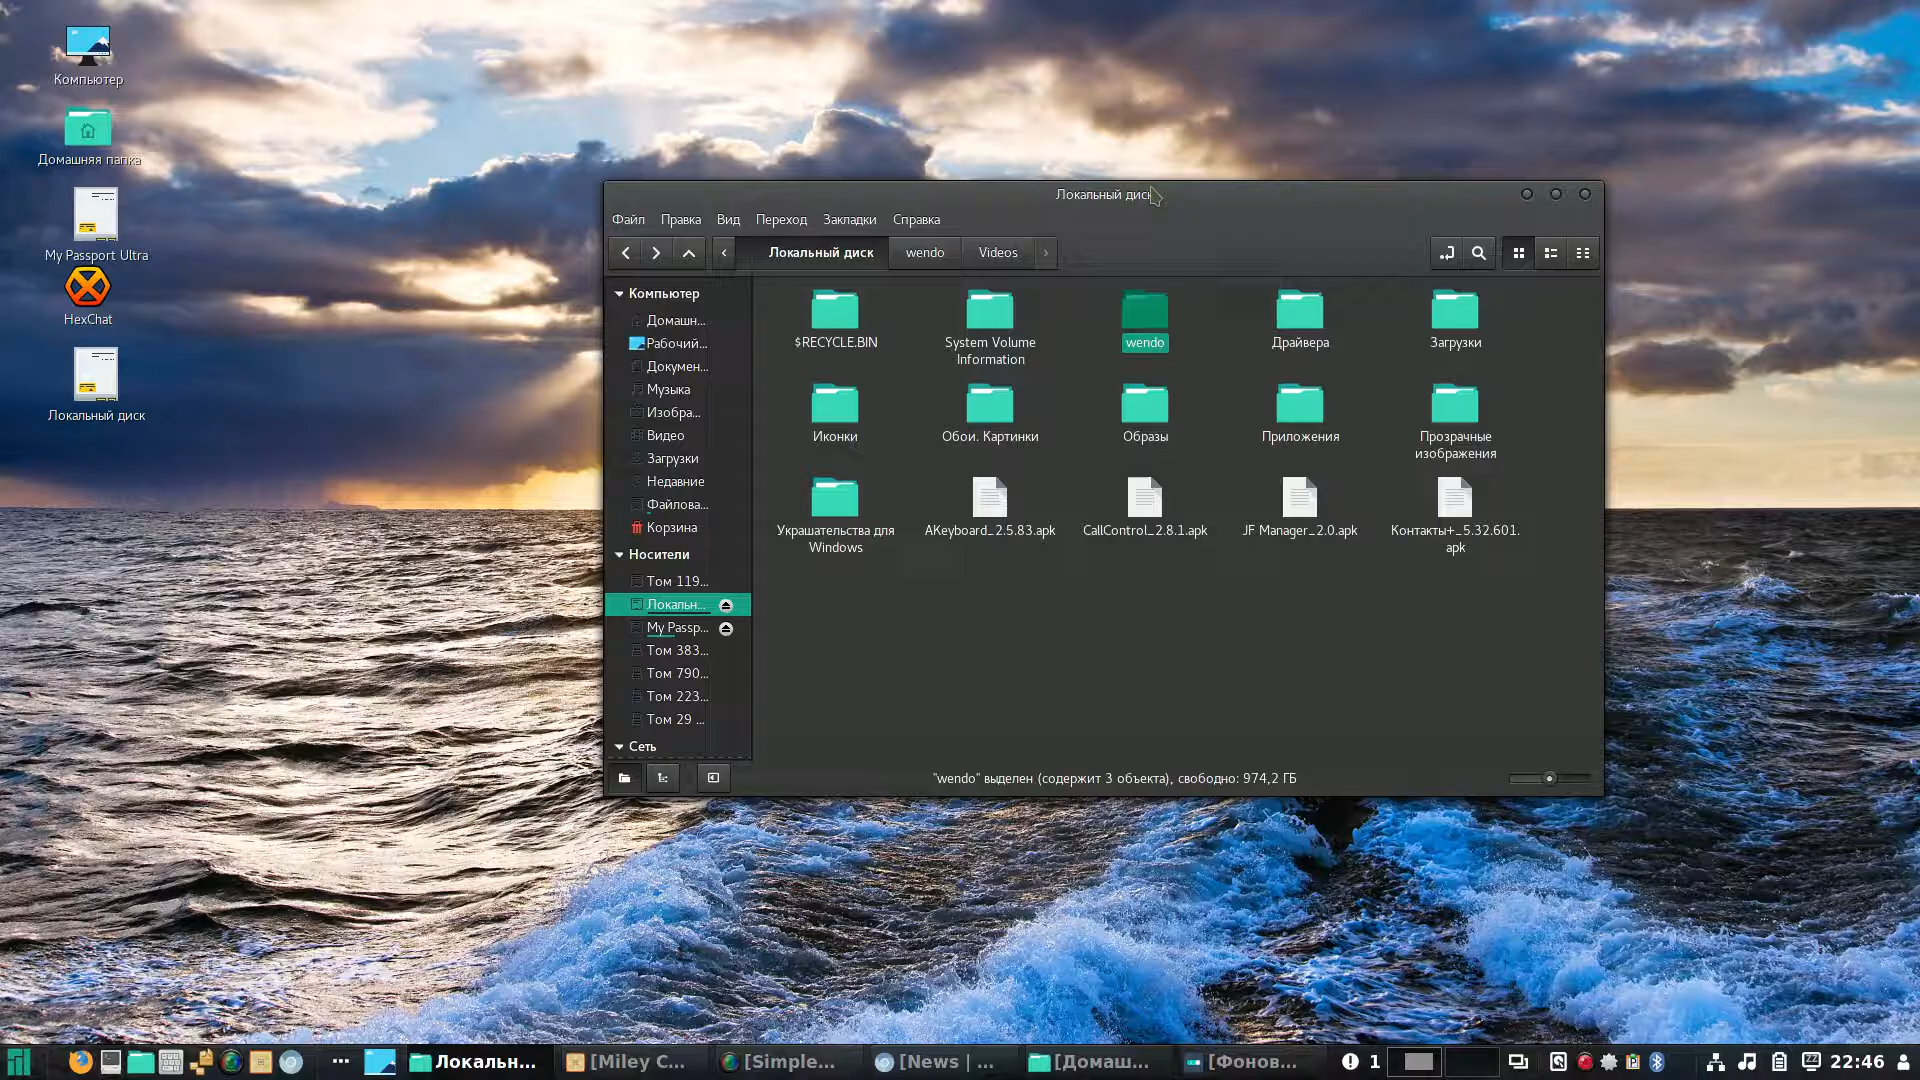 Компьютер
Домашняя папка
My Passport Ultra
HexChat
Локальный диск
Локальный диск
Файл Правка Вид Переход Закладки Справка
Локальный диск wendo Videos
Компьютер
Домашн...
Рабочий...
Докумен...
Музыка
Изобра...
Видео
Загрузки
Недавние
Файлова...
Корзина
Носители
Том 119...
Локальн...
My Passp...
Том 383...
Том 790...
Том 223...
Том 29 ...
Сеть
$RECYCLE.BIN
System Volume
Information
wendo
Драйвера
Загрузки
Иконки
Обои. Картинки
Образы
Приложения
Прозрачные
изображения
Украшательства для
Windows
AKeyboard_2.5.83.apk
CallControl_2.8.1.apk
JF Manager_2.0.apk
Контакты+_5.32.601.
apk
"wendo" выделен (содержит 3 объекта), свободно: 974,2 ГБ
Локальн... [Miley C... [Simple... [News | ... [Домаш... [Фонов... 1 22:46